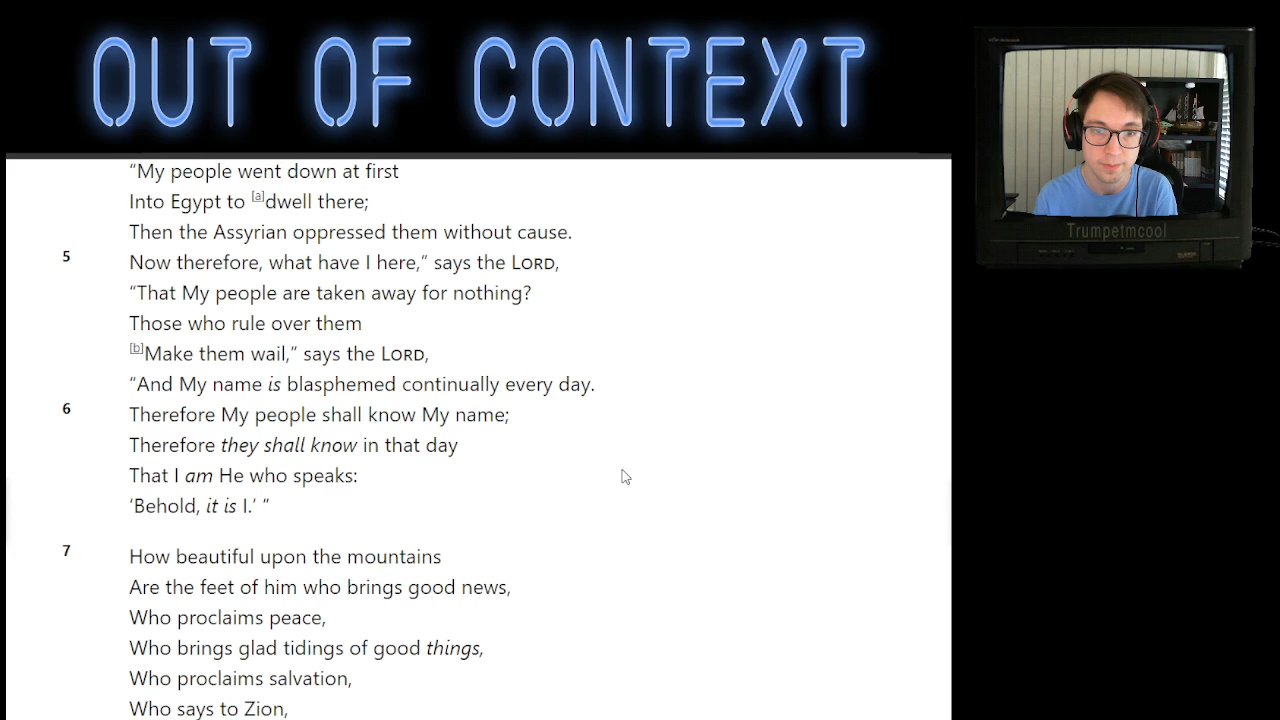 OUT OF CONTEXT
Trumpetmcool
“My people went down at first
Into Egypt to [a]dwell there;
Then the Assyrian oppressed them without cause.
5 Now therefore, what have I here,” says the LORD,
“That My people are taken away for nothing?
Those who rule over them
[b]Make them wail,” says the LORD,
“And My name is blasphemed continually every day.
6 Therefore My people shall know My name;
Therefore they shall know in that day
That I am He who speaks:
‘Behold, it is I.’ ”
7 How beautiful upon the mountains
Are the feet of him who brings good news,
Who proclaims peace,
Who brings glad tidings of good things,
Who proclaims salvation,
Who says to Zion,